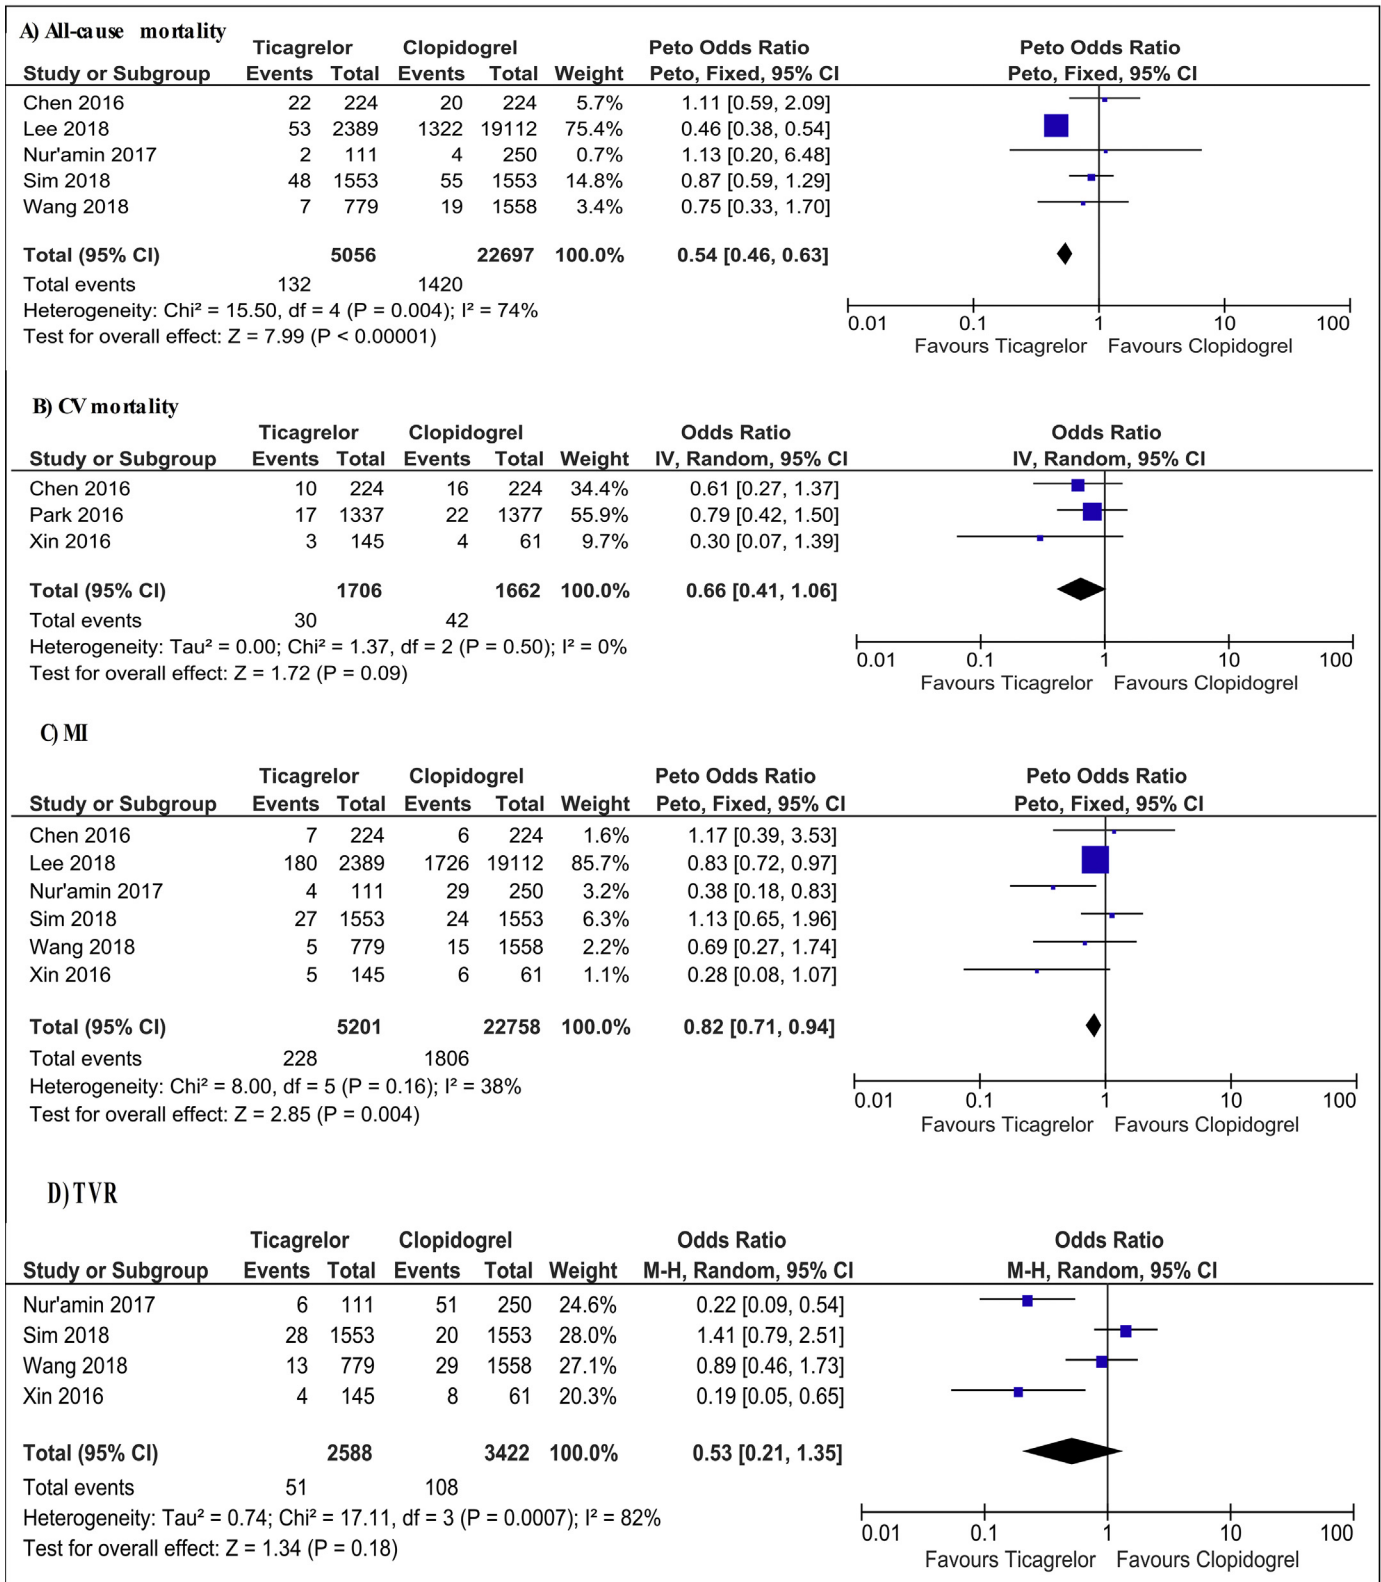 A) All-cause mortality
Ticagrelor Clopidogrel Peto Odds Ratio Peto Odds Ratio
Study or Subgroup Events Total Events Total Weight Peto, Fixed, 95% CI Peto, Fixed, 95% CI
Chen 2016 22 224 20 224 5.7% 1.11 [0.59, 2.09]
Lee 2018 53 2389 1322 19112 75.4% 0.46 [0.38, 0.54]
Nur'amin 2017 2 111 4 250 0.7% 1.13 [0.20, 6.48]
Sim 2018 48 1553 55 1553 14.8% 0.87 [0.59, 1.29]
Wang 2018 7 779 19 1558 3.4% 0.75 [0.33, 1.70]
Total (95% CI) 5056 22697 100.0% 0.54 [0.46, 0.63]
Total events 132 1420
Heterogeneity: Chi² = 15.50, df = 4 (P = 0.004); I² = 74%
Test for overall effect: Z = 7.99 (P < 0.00001)
0.01 0.1 1 10 100
Favours Ticagrelor Favours Clopidogrel
B) CV mortality
Ticagrelor Clopidogrel Odds Ratio Odds Ratio
Study or Subgroup Events Total Events Total Weight IV, Random, 95% CI IV, Random, 95% CI
Chen 2016 10 224 16 224 34.4% 0.61 [0.27, 1.37]
Park 2016 17 1337 22 1377 55.9% 0.79 [0.42, 1.50]
Xin 2016 3 145 4 61 9.7% 0.30 [0.07, 1.39]
Total (95% CI) 1706 1662 100.0% 0.66 [0.41, 1.06]
Total events 30 42
Heterogeneity: Tau² = 0.00; Chi² = 1.37, df = 2 (P = 0.50); I² = 0%
Test for overall effect: Z = 1.72 (P = 0.09)
0.01 0.1 1 10 100
Favours Ticagrelor Favours Clopidogrel
C) MI
Ticagrelor Clopidogrel Peto Odds Ratio Peto Odds Ratio
Study or Subgroup Events Total Events Total Weight Peto, Fixed, 95% CI Peto, Fixed, 95% CI
Chen 2016 7 224 6 224 1.6% 1.17 [0.39, 3.53]
Lee 2018 180 2389 1726 19112 85.7% 0.83 [0.72, 0.97]
Nur'amin 2017 4 111 29 250 3.2% 0.38 [0.18, 0.83]
Sim 2018 27 1553 24 1553 6.3% 1.13 [0.65, 1.96]
Wang 2018 5 779 15 1558 2.2% 0.69 [0.27, 1.74]
Xin 2016 5 145 6 61 1.1% 0.28 [0.08, 1.07]
Total (95% CI) 5201 22758 100.0% 0.82 [0.71, 0.94]
Total events 228 1806
Heterogeneity: Chi² = 8.00, df = 5 (P = 0.16); I² = 38%
Test for overall effect: Z = 2.85 (P = 0.004)
0.01 0.1 1 10 100
Favours Ticagrelor Favours Clopidogrel
D) TVR
Ticagrelor Clopidogrel Odds Ratio Odds Ratio
Study or Subgroup Events Total Events Total Weight M-H, Random, 95% CI M-H, Random, 95% CI
Nur'amin 2017 6 111 51 250 24.6% 0.22 [0.09, 0.54]
Sim 2018 28 1553 20 1553 28.0% 1.41 [0.79, 2.51]
Wang 2018 13 779 29 1558 27.1% 0.89 [0.46, 1.73]
Xin 2016 4 145 8 61 20.3% 0.19 [0.05, 0.65]
Total (95% CI) 2588 3422 100.0% 0.53 [0.21, 1.35]
Total events 51 108
Heterogeneity: Tau² = 0.74; Chi² = 17.11, df = 3 (P = 0.0007); I² = 82%
Test for overall effect: Z = 1.34 (P = 0.18)
0.01 0.1 1 10 100
Favours Ticagrelor Favours Clopidogrel